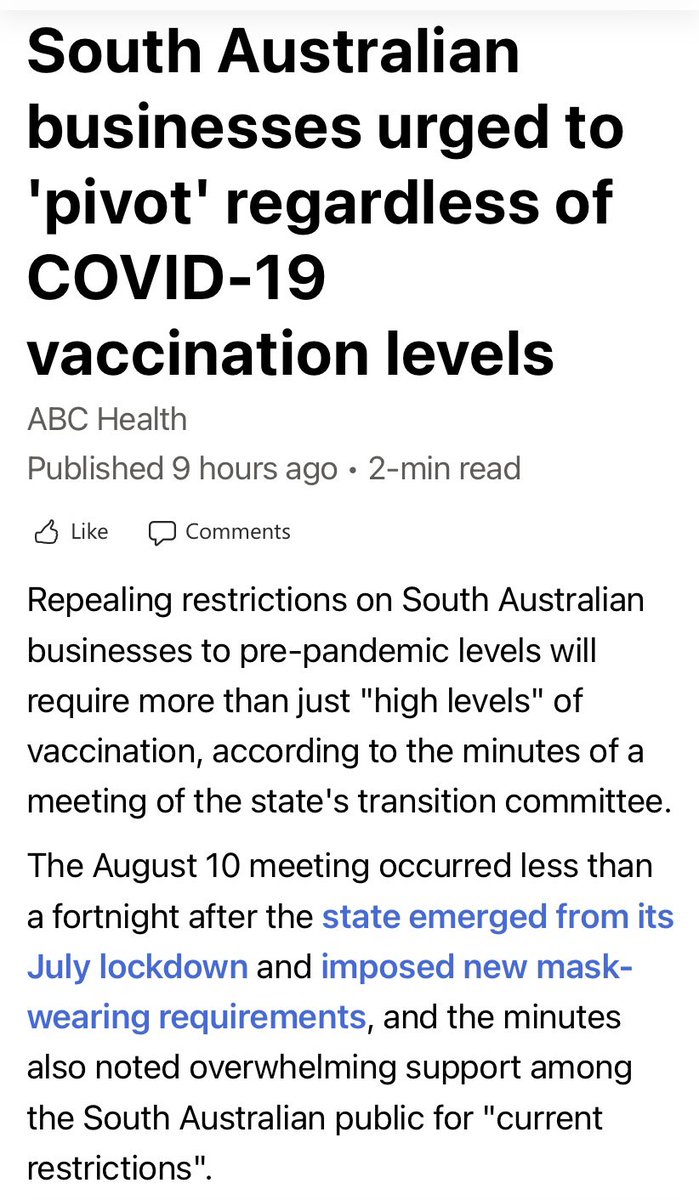 South Australian
businesses urged to
'pivot' regardless of
COVID-19
vaccination levels
ABC Health
Published 9 hours ago • 2-min read
Like Comments
Repealing restrictions on South Australian
businesses to pre-pandemic levels will
require more than just "high levels" of
vaccination, according to the minutes of a
meeting of the state's transition committee.
The August 10 meeting occurred less than
a fortnight after the state emerged from its
July lockdown and imposed new mask-
wearing requirements, and the minutes
also noted overwhelming support among
the South Australian public for "current
restrictions".